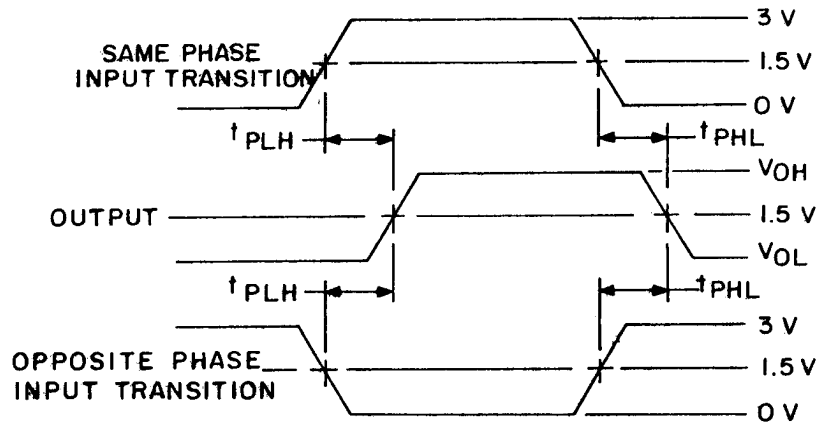 3 V
SAME PHASE
INPUT TRANSITION
1.5 V
0 V
tPLH
tPHL
VOH
OUTPUT
1.5 V
VOL
tPLH
tPHL
3 V
OPPOSITE PHASE
INPUT TRANSITION
1.5 V
0 V